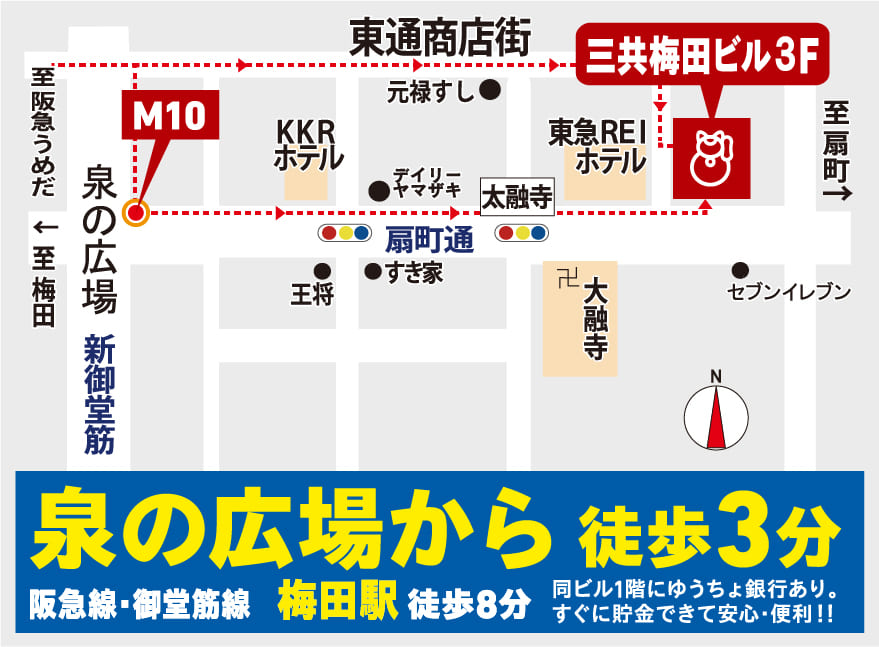 東通商店街
三共梅田ビル3F
至阪急うめだ
M10
元禄すし
KKR
ホテル
東急REI
ホテル
至扇町→
デイリー
ヤマザキ
太融寺
泉の広場
← 至梅田
扇町通
王将
すき家
卍
大融寺
セブンイレブン
新御堂筋
N
泉の広場から 徒歩3分
阪急線・御堂筋線 梅田駅 徒歩8分
同ビル1階にゆうちょ銀行あり。
すぐに貯金できて安心・便利!!